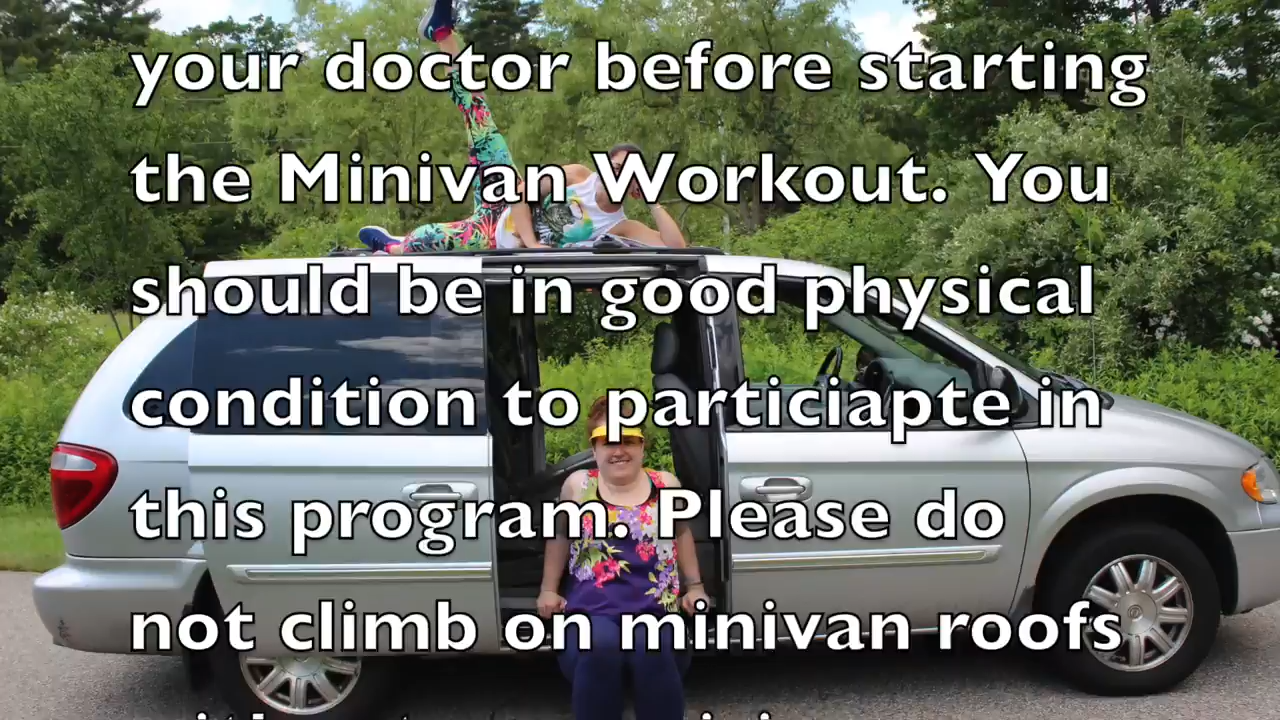 your doctor before starting
the Minivan Workout. You
should be in good physical
condition to particiapte in
this program. Please do
not climb on minivan roofs